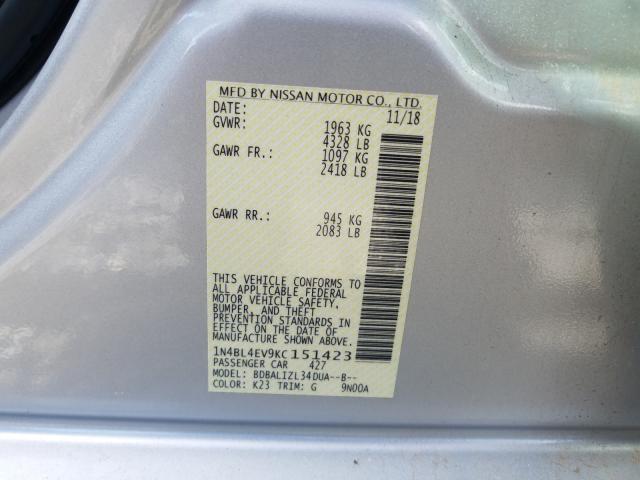 MFD BY NISSAN MOTOR CO., LTD.
DATE: 11/18
GVWR: 1963 KG
4328 LB
GAWR FR.: 1097 KG
2418 LB
GAWR RR.: 945 KG
2083 LB
THIS VEHICLE CONFORMS TO
ALL APPLICABLE FEDERAL
MOTOR VEHICLE SAFETY,
BUMPER, AND THEFT
PREVENTION STANDARDS IN
EFFECT ON THE DATE OF
MANUFACTURE SHOWN ABOVE.
1N4BL4EV9KC151423
PASSENGER CAR 427
MODEL: BDBALIZL34DUA--B--
COLOR: K23 TRIM: G 9N00A